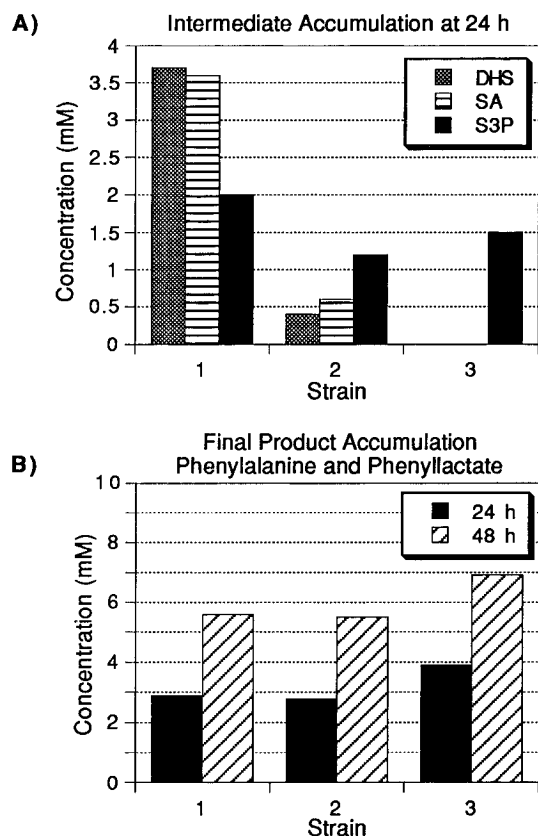 A)
Intermediate Accumulation at 24 h
4
3.5
3
2.5
2
1.5
1
0.5
0
Concentration (mM)
DHS
SA
S3P
1 2 3
Strain
B)
Final Product Accumulation
Phenylalanine and Phenyllactate
10
8
6
4
2
0
Concentration (mM)
24 h
48 h
1 2 3
Strain